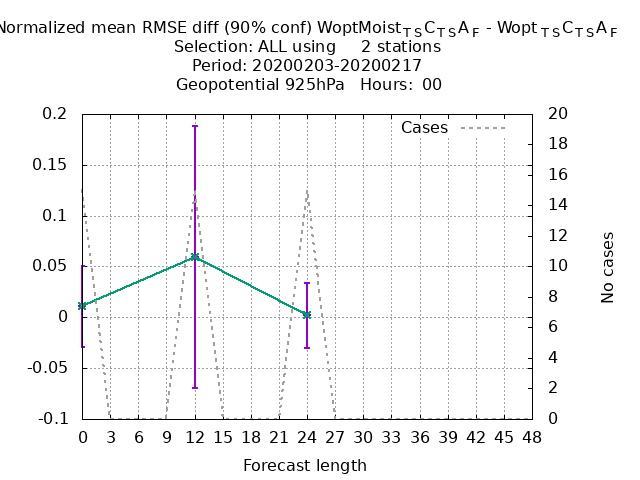 Normalized mean RMSE diff (90% conf) WoptMoist_TSC_TSA_F - Wopt_TSC_TSA_F
Selection: ALL using 2 stations
Period: 20200203-20200217
Geopotential 925hPa Hours: 00
Cases
0.2
0.15
0.1
0.05
0
-0.05
-0.1
20
18
16
14
12
10
8
6
4
2
0
No cases
0 3 6 9 12 15 18 21 24 27 30 33 36 39 42 45 48
Forecast length